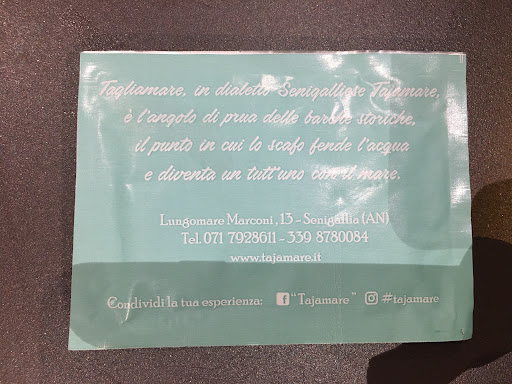 Tagliamare, in dialetto Senigalliese Tajamare,
è l'angolo di prua delle barche storiche,
il punto in cui lo scafo fende l'acqua
e diventa un tutt'uno con il mare.
Lungomare Marconi, 13 - Senigallia (AN)
Tel. 071 7928611 - 339 8780084
www.tajamare.it
Condividi la tua esperienza: "Tajamare" #tajamare